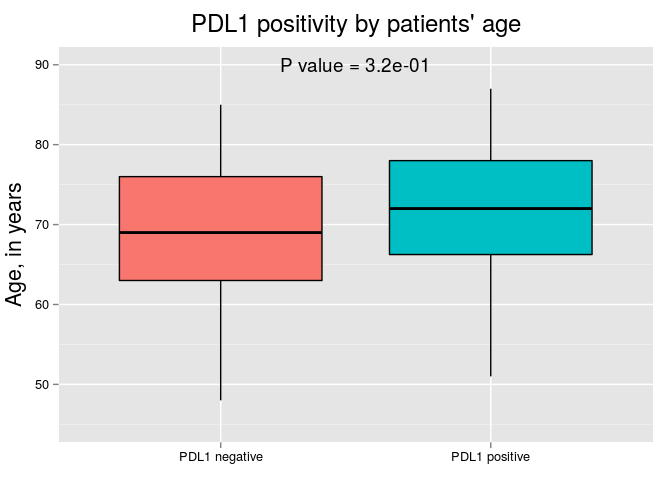 PDL1 positivity by patients' age
P value = 3.2e-01
Age, in years
90
80
70
60
50
PDL1 negative
PDL1 positive